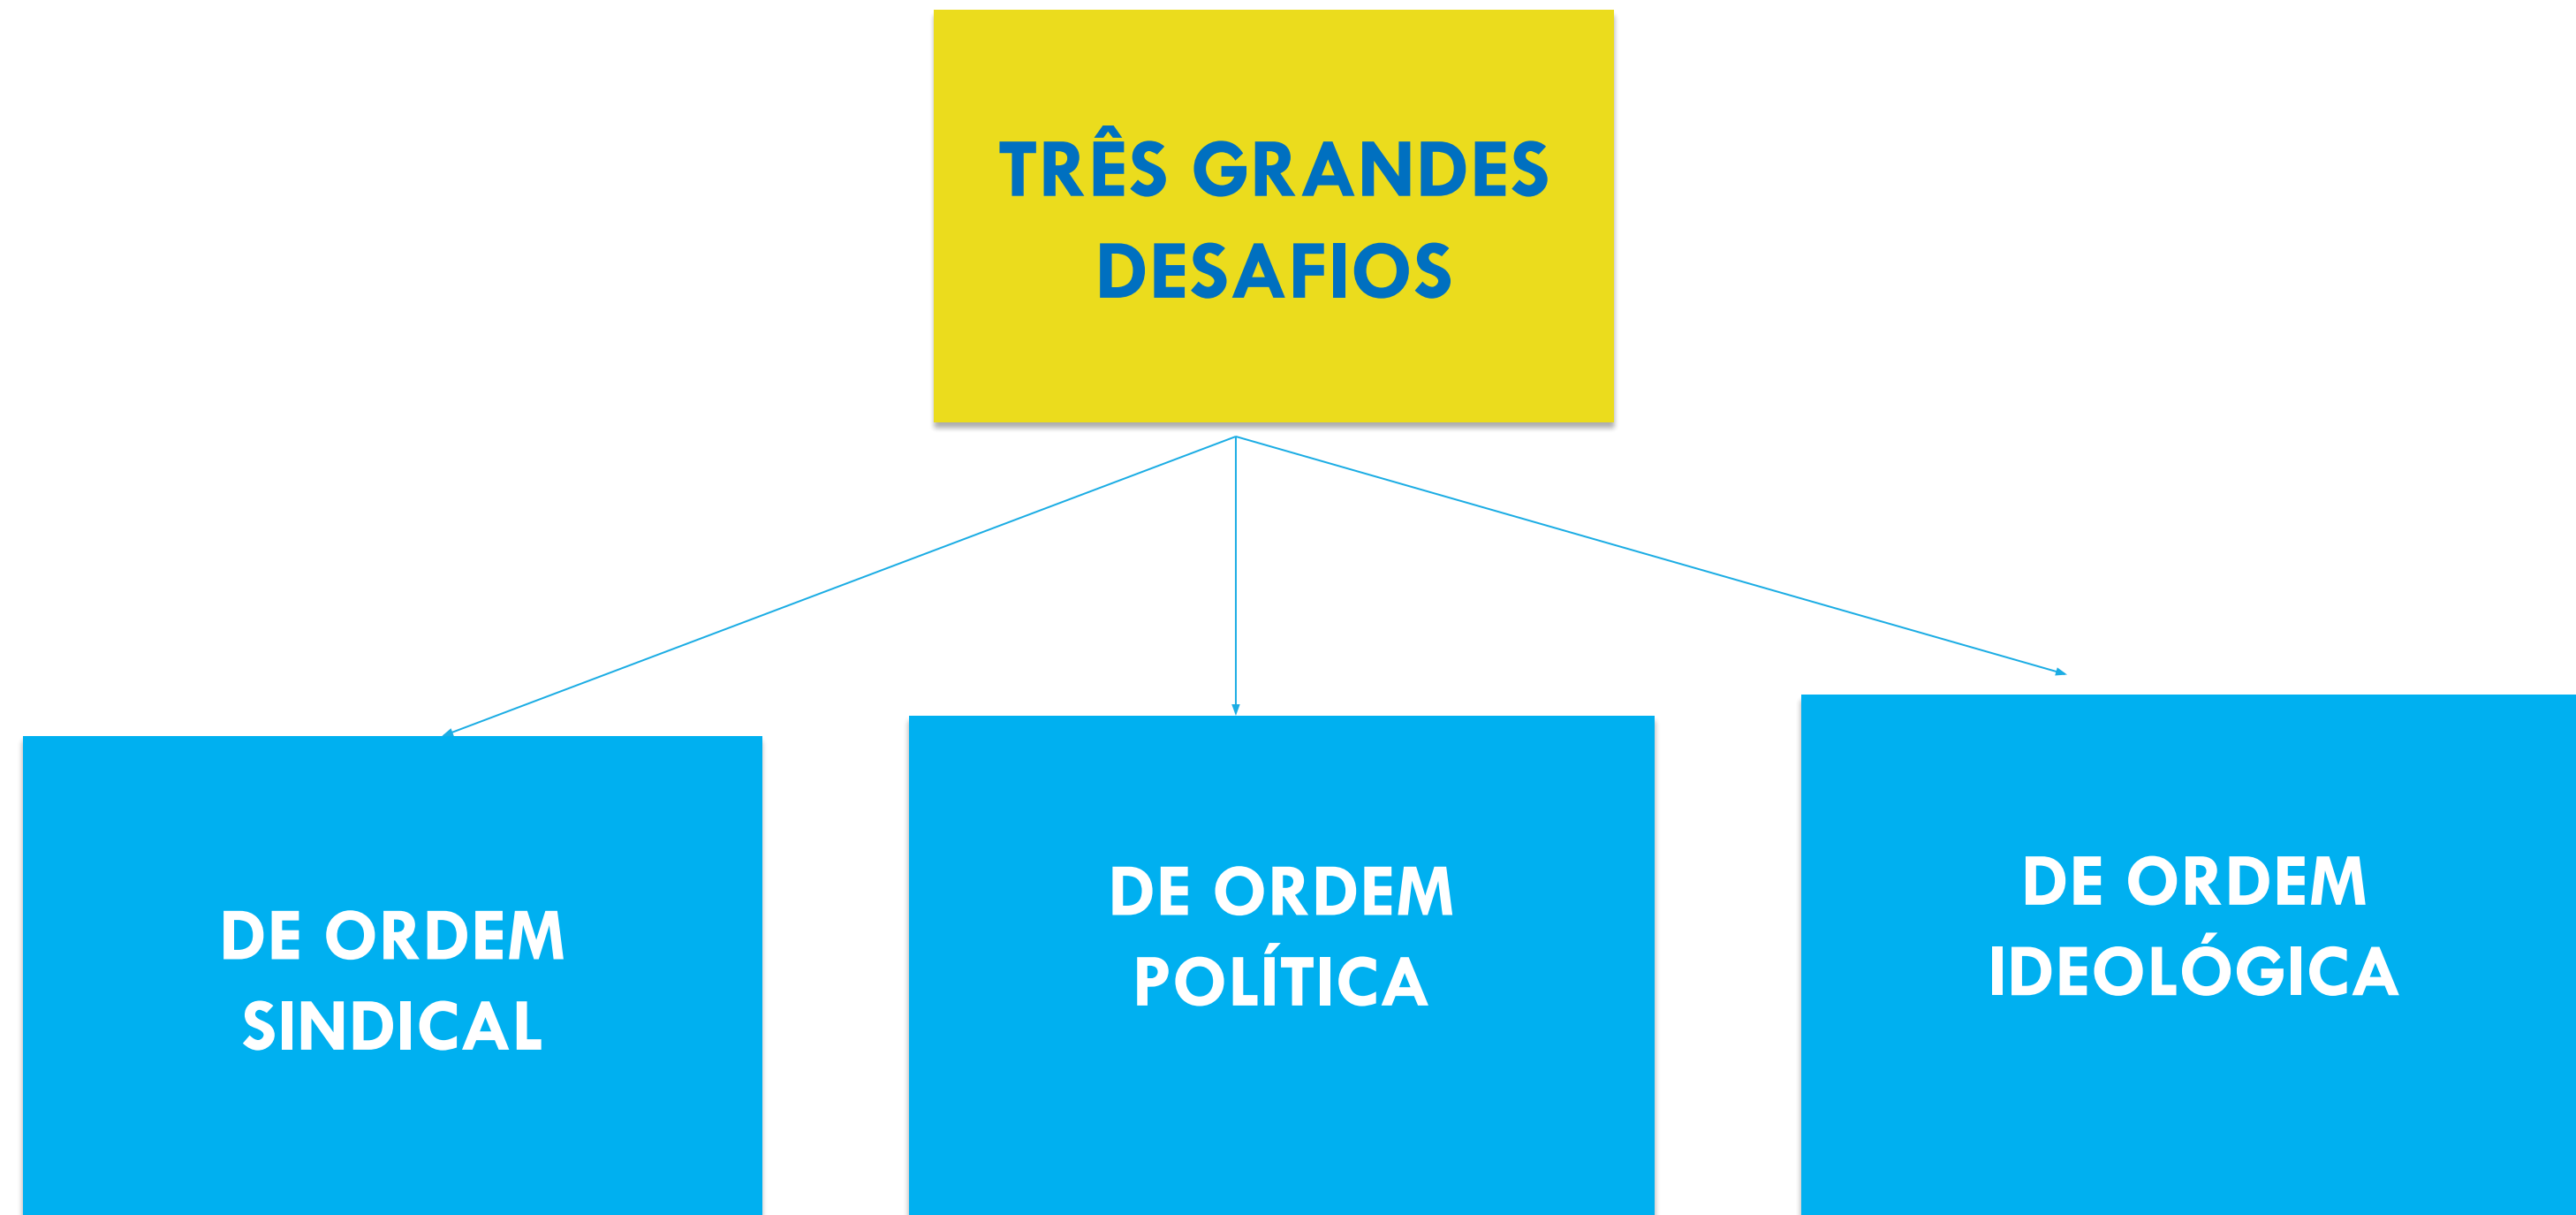 TRÊS GRANDES
DESAFIOS
DE ORDEM
SINDICAL
DE ORDEM
POLÍTICA
DE ORDEM
IDEOLÓGICA